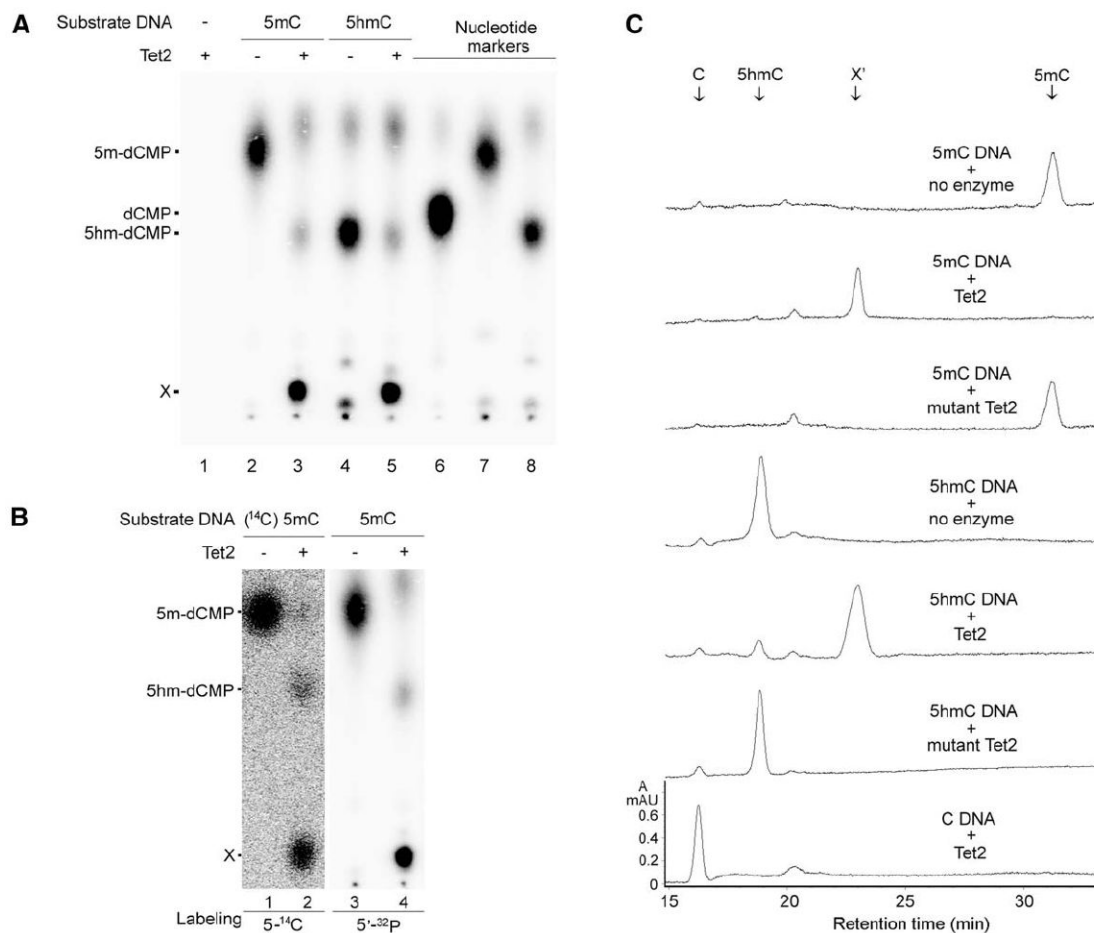 A
Substrate DNA - 5mC 5hmC Nucleotide markers
Tet2 + - + - +
5m-dCMP
dCMP
5hm-dCMP
X
1 2 3 4 5 6 7 8
B
Substrate DNA (¹⁴C) 5mC 5mC
Tet2 - + - +
5m-dCMP
5hm-dCMP
X
1 2 3 4
Labeling 5-¹⁴C 5'-³²P
C
C 5hmC X' 5mC
5mC DNA
+
no enzyme
5mC DNA
+
Tet2
5mC DNA
+
mutant Tet2
5hmC DNA
+
no enzyme
5hmC DNA
+
Tet2
5hmC DNA
+
mutant Tet2
A
mAU
0.6
0.4
0.2
0
C DNA
+
Tet2
15 20 25 30 33
Retention time (min)